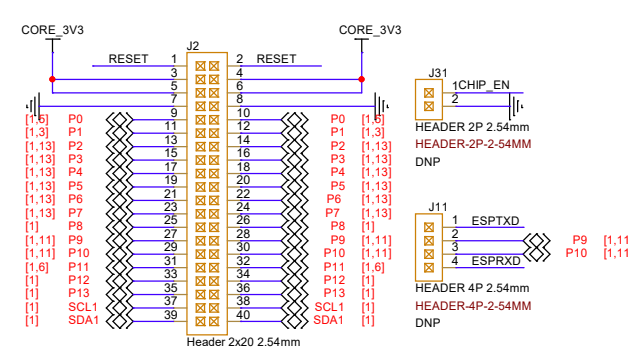 CORE_3V3 CORE_3V3
J2
RESET 1 2 RESET
3 4
5 6
7 8
[1,6] P0 9 10 P0 [1,6]
[1,3] P1 11 12 P1 [1,3]
[1,13] P2 13 14 P2 [1,13]
[1,13] P3 15 16 P3 [1,13]
[1,13] P4 17 18 P4 [1,13]
[1,13] P5 19 20 P5 [1,13]
[1,13] P6 21 22 P6 [1,13]
[1,13] P7 23 24 P7 [1,13]
[1] P8 25 26 P8 [1]
[1,11] P9 27 28 P9 [1,11]
[1,11] P10 29 30 P10 [1,11]
[1,6] P11 31 32 P11 [1,6]
[1] P12 33 34 P12 [1]
[1] P13 35 36 P13 [1]
[1] SCL1 37 38 SCL1 [1]
[1] SDA1 39 40 SDA1 [1]
Header 2x20 2.54mm
J31
1 CHIP_EN
2
HEADER 2P 2.54mm
HEADER-2P-2-54MM
DNP
J11
1 ESPTXD
2 P9 [1,11
3 P10 [1,11
4 ESPRXD
HEADER 4P 2.54mm
HEADER-4P-2-54MM
DNP